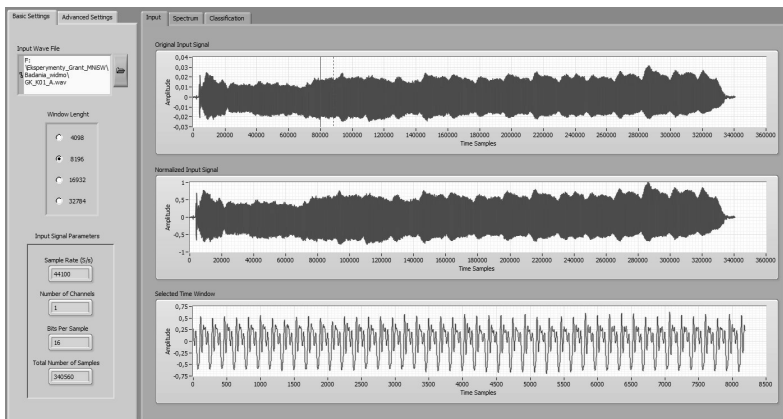 Basic Settings
Advanced Settings
Input Wave File
F:
\Eksperymenty_Grant_MNiSW\
Badania_widmo\
GK_K01_A.wav
Window Lenght
4098
8196
16932
32784
Input Signal Parameters
Sample Rate (S/s)
44100
Number of Channels
1
Bits Per Sample
16
Total Number of Samples
340560
Input
Spectrum
Classification
Original Input Signal
Amplitude
0,04
0,03
0,02
0,01
0
-0,01
-0,02
-0,03
0 20000 40000 60000 80000 100000 120000 140000 160000 180000 200000 220000 240000 260000 280000 300000 320000 340000 360000
Time Samples
Normalized Input Signal
Amplitude
1
0,5
0
-0,5
-1
0 20000 40000 60000 80000 100000 120000 140000 160000 180000 200000 220000 240000 260000 280000 300000 320000 340000 360000
Time Samples
Selected Time Window
Amplitude
0,75
0,5
0,25
0
-0,25
-0,5
-0,75
0 500 1000 1500 2000 2500 3000 3500 4000 4500 5000 5500 6000 6500 7000 7500 8000 8500
Time Samples